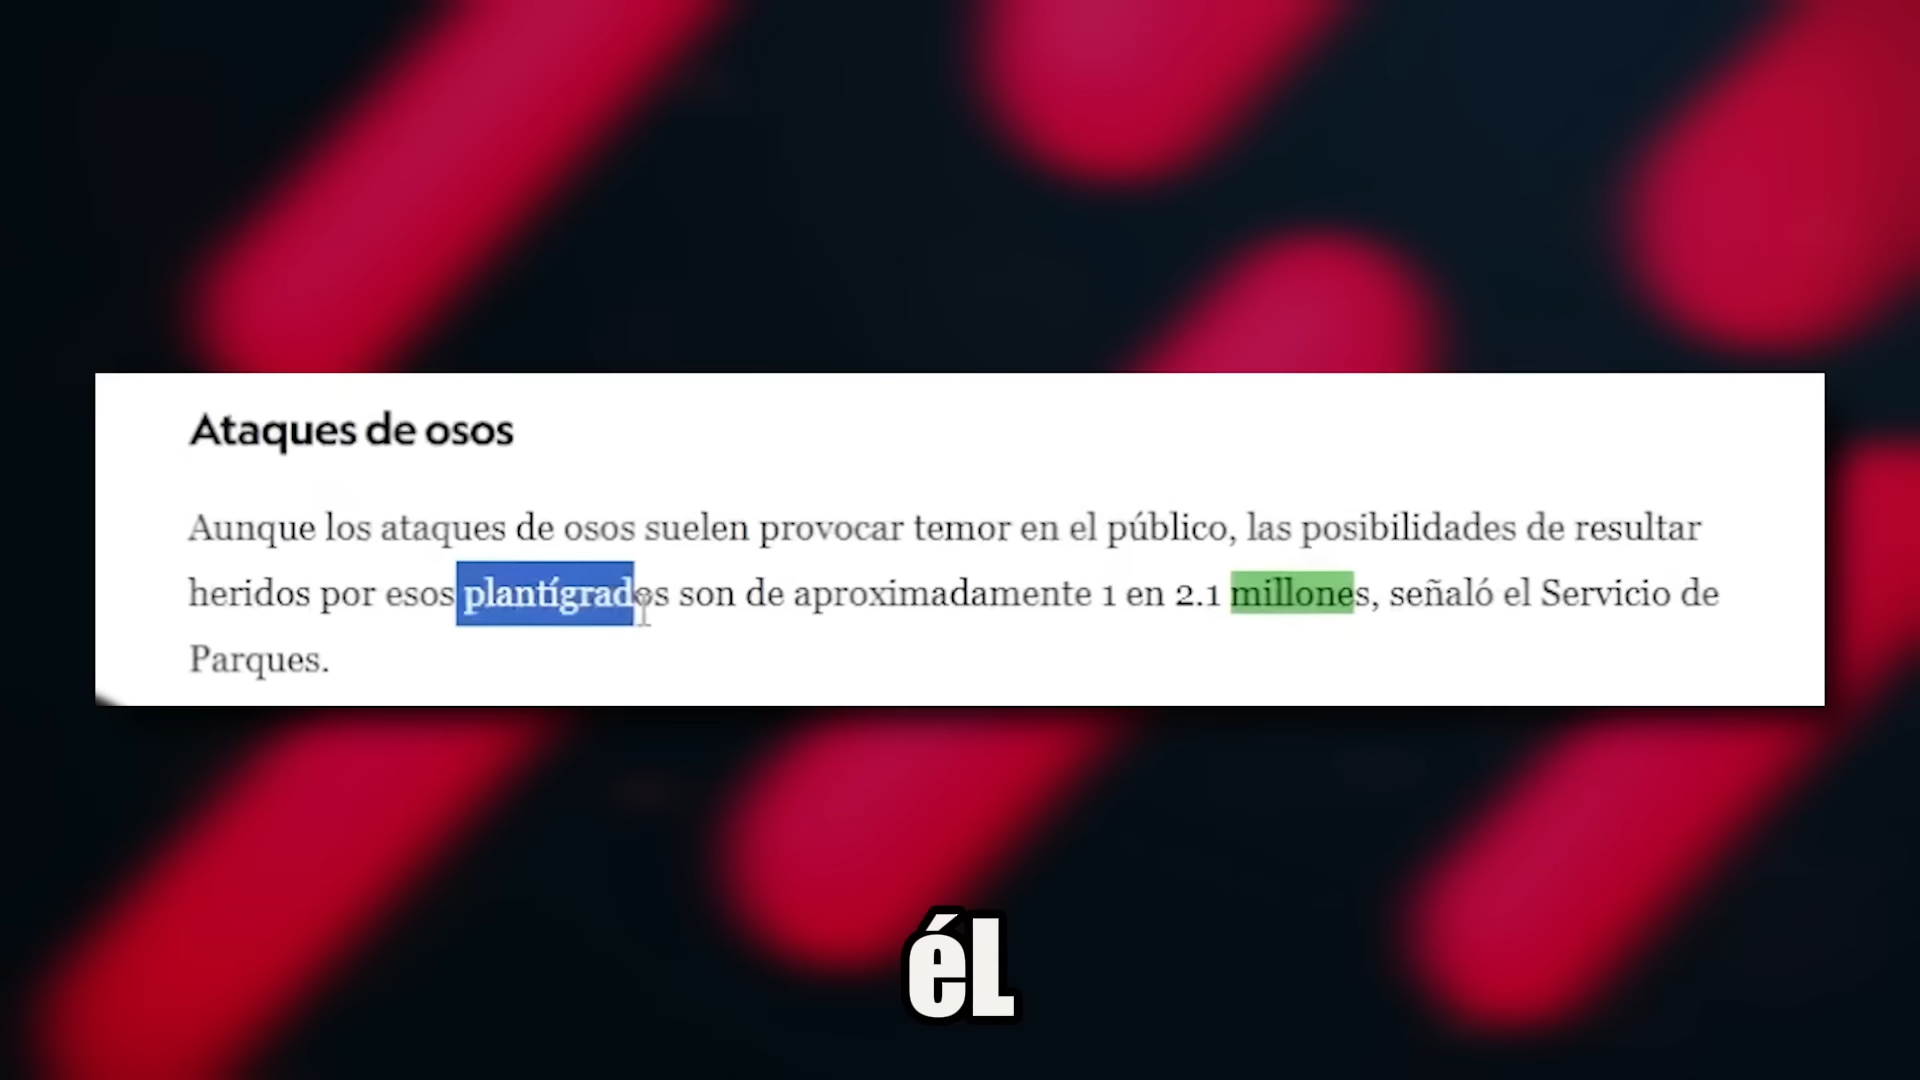 Ataques de osos
Aunque los ataques de osos suelen provocar temor en el público, las posibilidades de resultar
heridos por esos plantígrados son de aproximadamente 1 en 2.1 millones, señaló el Servicio de
Parques.
éL